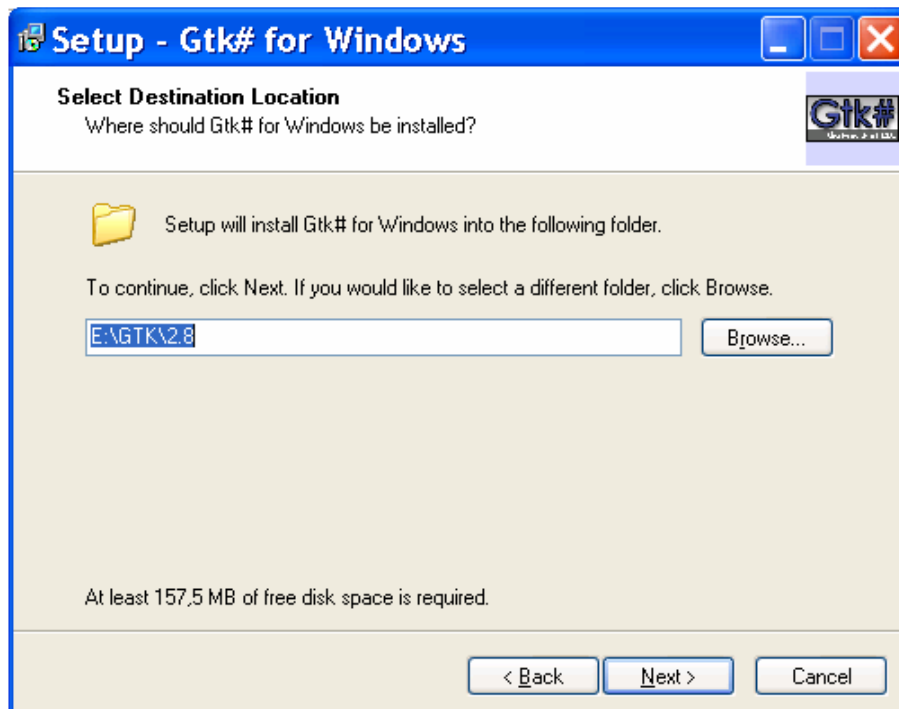 Setup - Gtk# for Windows
Select Destination Location
Where should Gtk# for Windows be installed?
Gtk#
Setup will install Gtk# for Windows into the following folder.
To continue, click Next. If you would like to select a different folder, click Browse.
E:\GTK\2.8
Browse...
At least 157,5 MB of free disk space is required.
< Back
Next >
Cancel